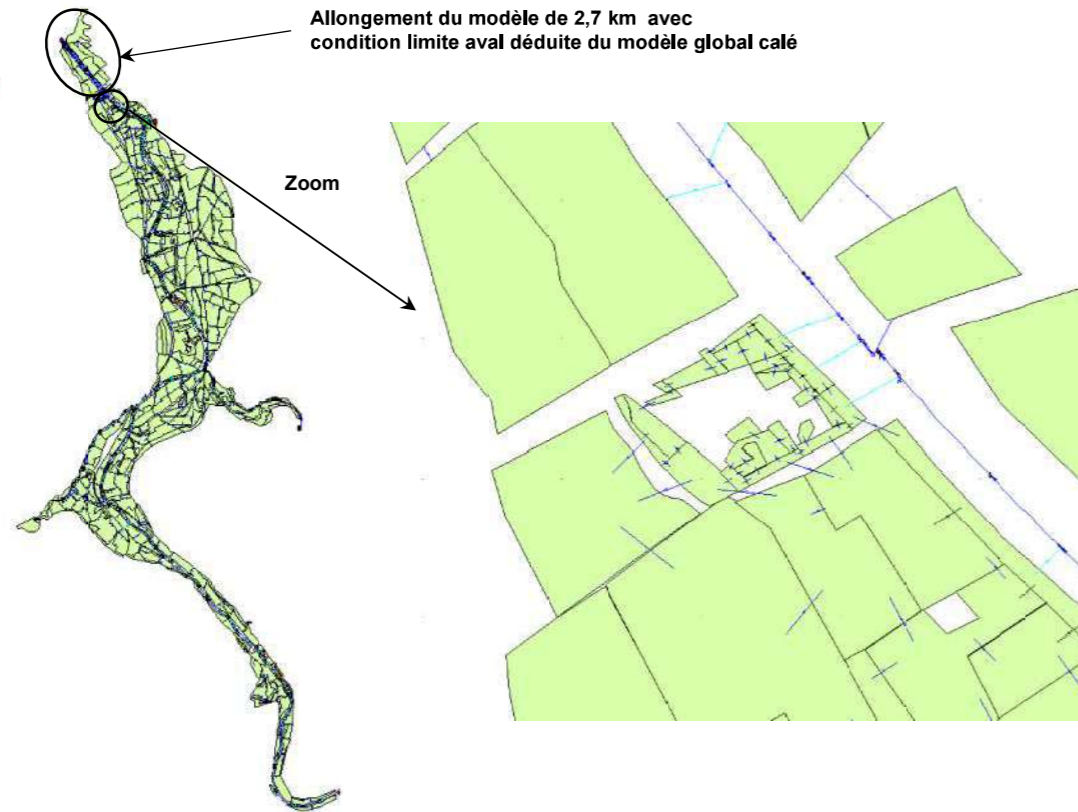 Allongement du modèle de 2,7 km avec
condition limite aval déduite du modèle global calé
Zoom